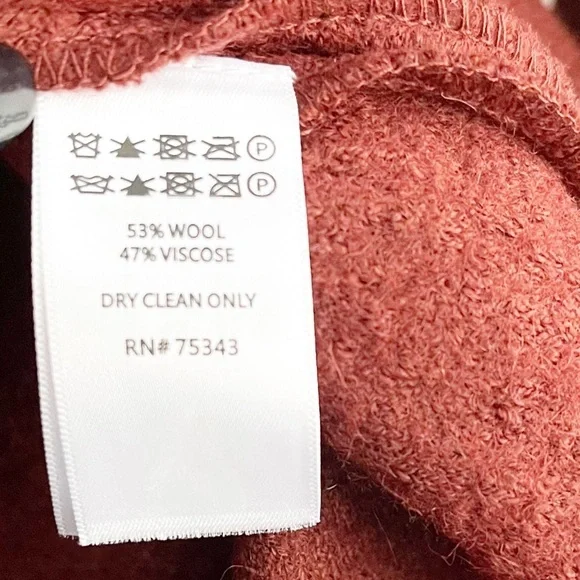 P
P
53% WOOL
47% VISCOSE
DRY CLEAN ONLY
RN# 75343